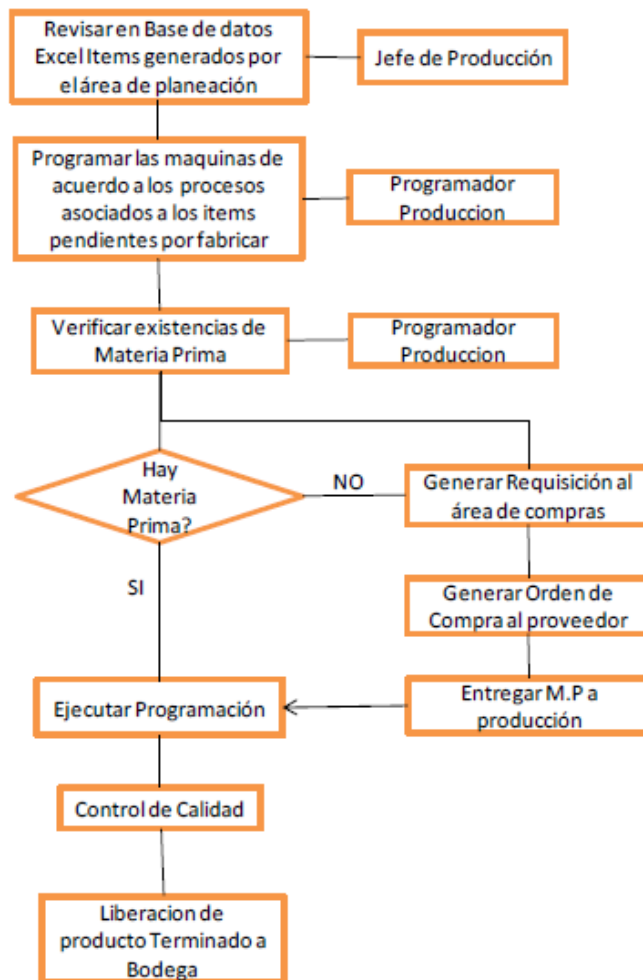 Revisar en Base de datos
Excel Items generados por
el área de planeación
Jefe de Producción
Programar las maquinas de
acuerdo a los procesos
asociados a los items
pendientes por fabricar
Programador
Produccion
Verificar existencias de
Materia Prima
Programador
Produccion
Hay
Materia
Prima?
NO
Generar Requisición al
área de compras
SI
Generar Orden de
Compra al proveedor
Ejecutar Programación
Entregar M.P a
producción
Control de Calidad
Liberacion de
producto Terminado a
Bodega